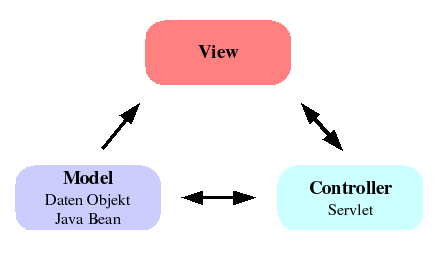 View
Model
Daten Objekt
Java Bean
Controller
Servlet